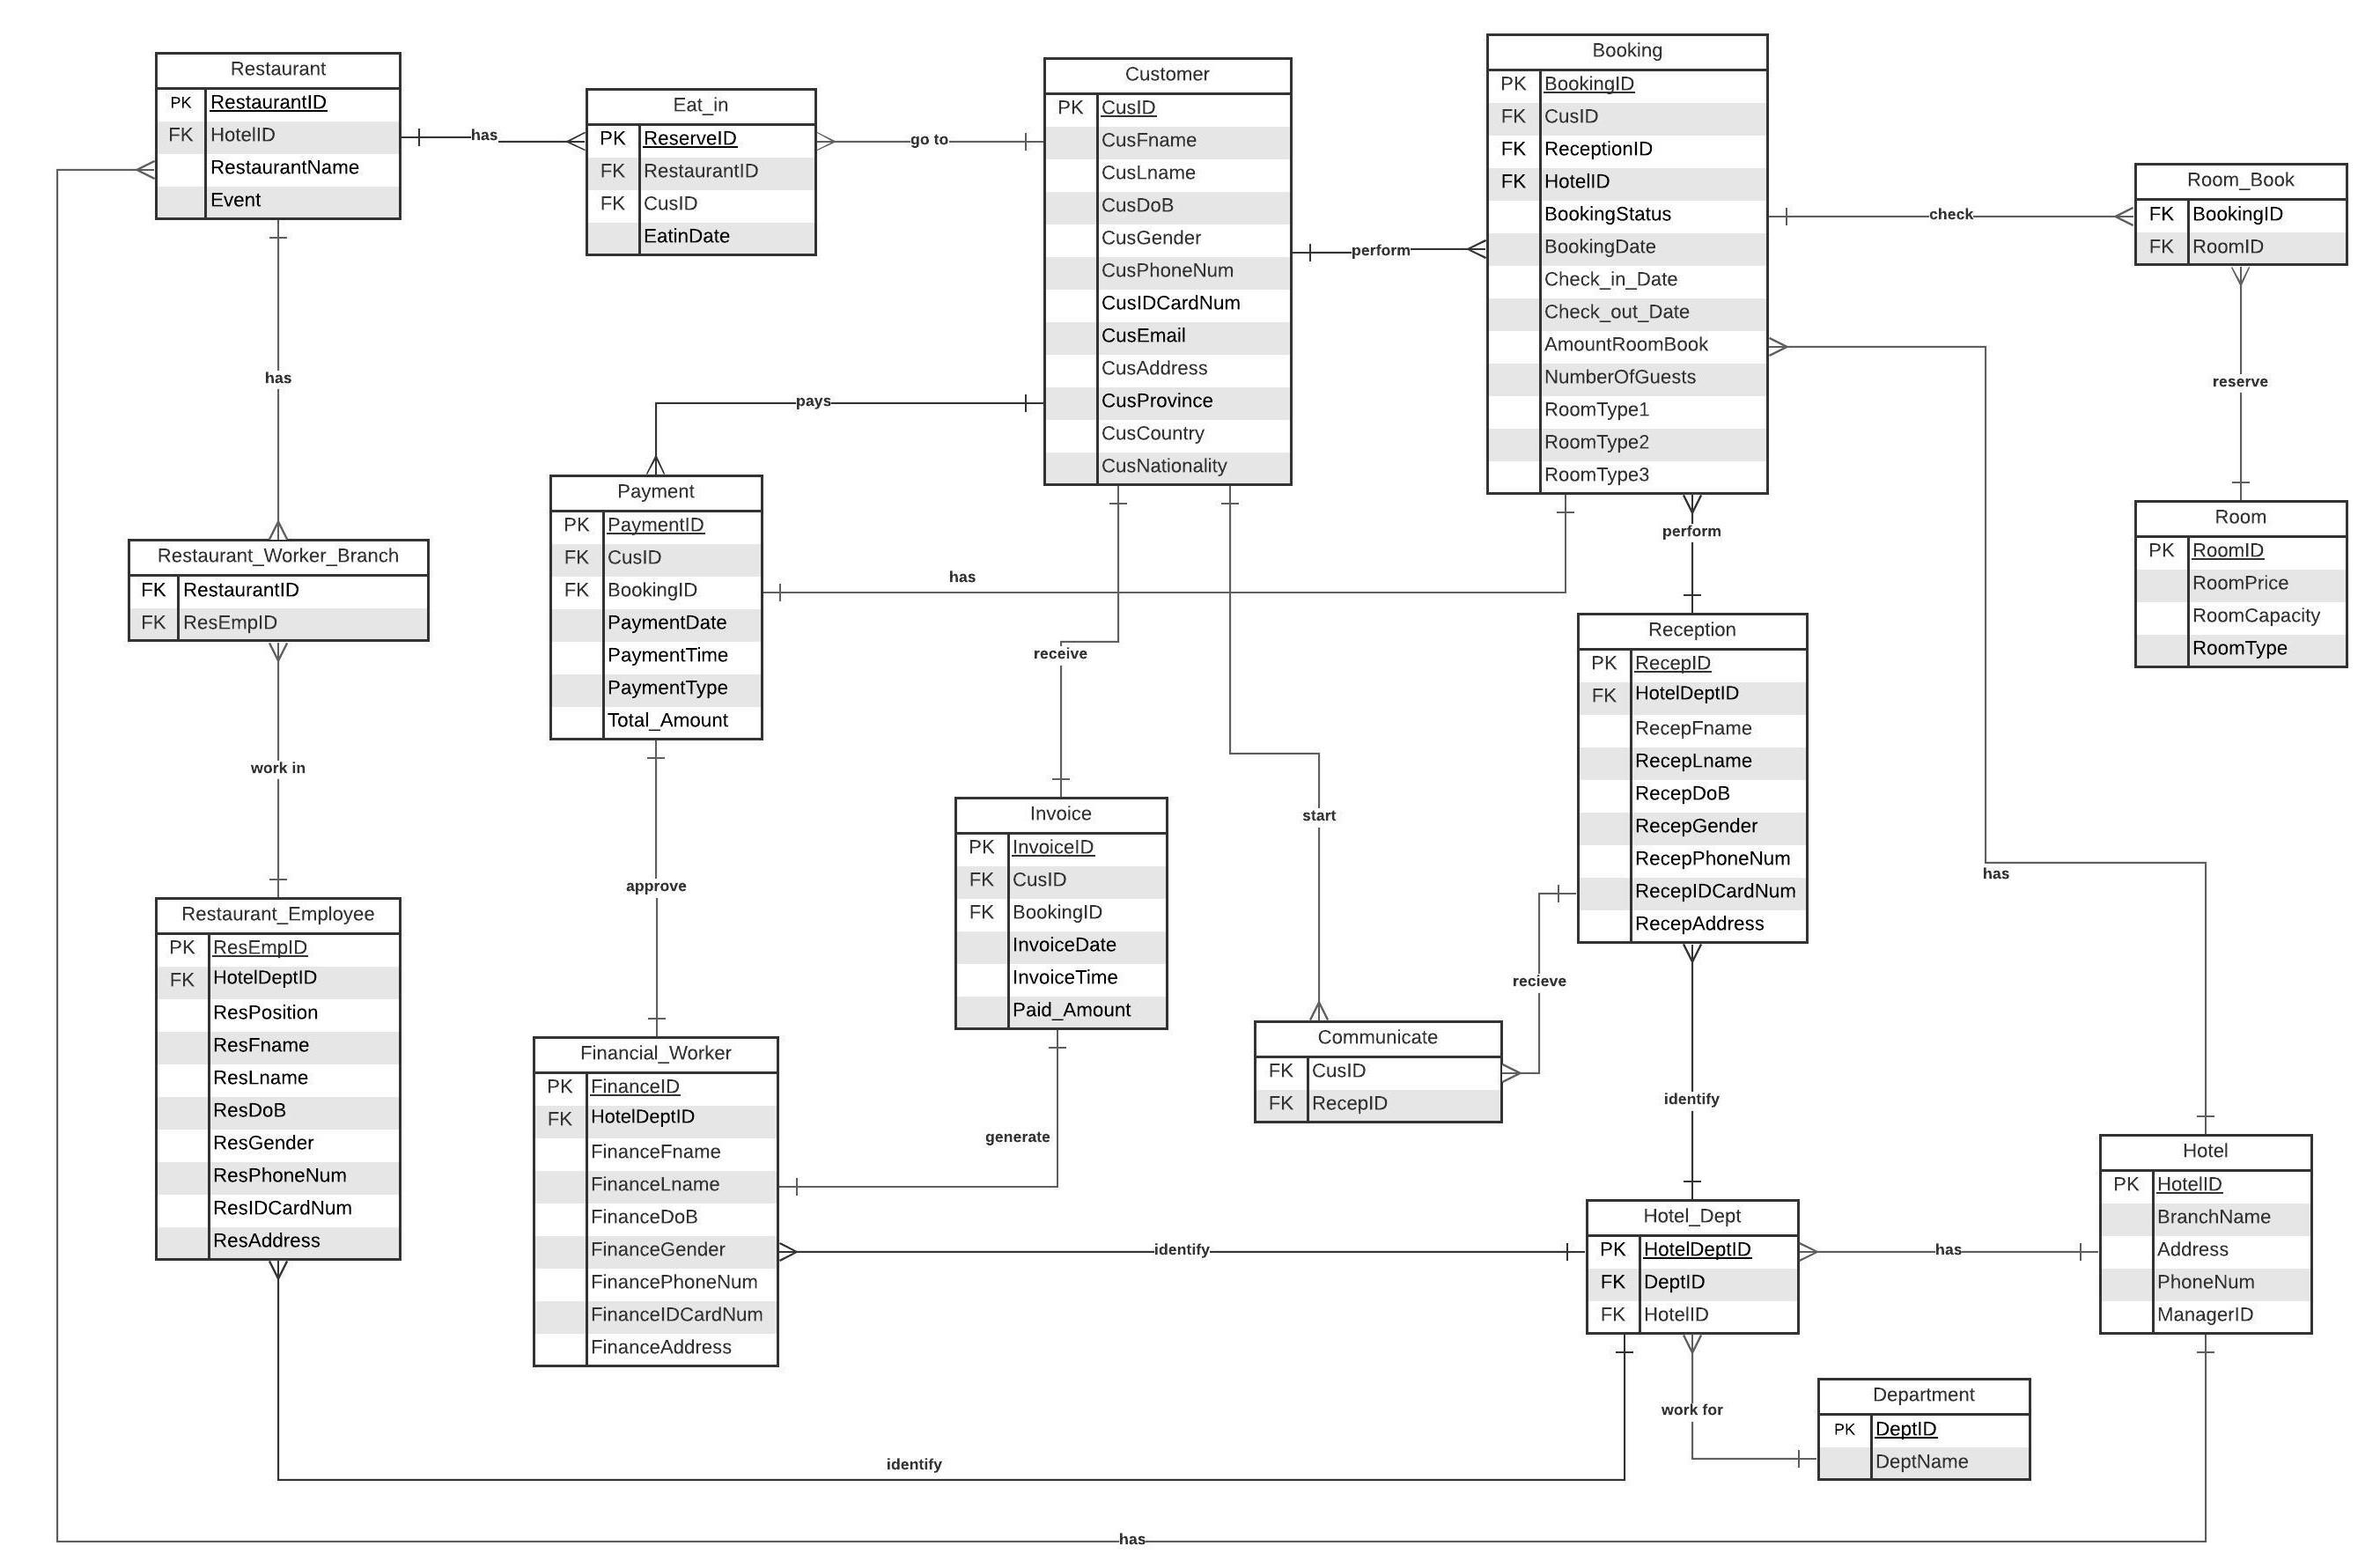 Restaurant
PK RestaurantID
FK HotelID
RestaurantName
Event
has
Eat_in
PK ReserveID
FK RestaurantID
FK CusID
EatinDate
go to
Customer
PK CusID
CusFname
CusLname
CusDoB
CusGender
CusPhoneNum
CusIDCardNum
CusEmail
CusAddress
CusProvince
CusCountry
CusNationality
perform
Booking
PK BookingID
FK CusID
FK ReceptionID
FK HotelID
BookingStatus
BookingDate
Check_in_Date
Check_out_Date
AmountRoomBook
NumberOfGuests
RoomType1
RoomType2
RoomType3
check
Room_Book
FK BookingID
FK RoomID
reserve
Room
PK RoomID
RoomPrice
RoomCapacity
RoomType
has
pays
Payment
PK PaymentID
FK CusID
FK BookingID
PaymentDate
PaymentTime
PaymentType
Total_Amount
has
perform
Restaurant_Worker_Branch
FK RestaurantID
FK ResEmpID
work in
receive
start
Reception
PK RecepID
FK HotelDeptID
RecepFname
RecepLname
RecepDoB
RecepGender
RecepPhoneNum
RecepIDCardNum
RecepAddress
has
approve
Invoice
PK InvoiceID
FK CusID
FK BookingID
InvoiceDate
InvoiceTime
Paid_Amount
recieve
Restaurant_Employee
PK ResEmpID
FK HotelDeptID
ResPosition
ResFname
ResLname
ResDoB
ResGender
ResPhoneNum
ResIDCardNum
ResAddress
Financial_Worker
PK FinanceID
FK HotelDeptID
FinanceFname
FinanceLname
FinanceDoB
FinanceGender
FinancePhoneNum
FinanceIDCardNum
FinanceAddress
generate
Communicate
FK CusID
FK RecepID
identify
identify
Hotel_Dept
PK HotelDeptID
FK DeptID
FK HotelID
has
Hotel
PK HotelID
BranchName
Address
PhoneNum
ManagerID
work for
Department
PK DeptID
DeptName
identify
has